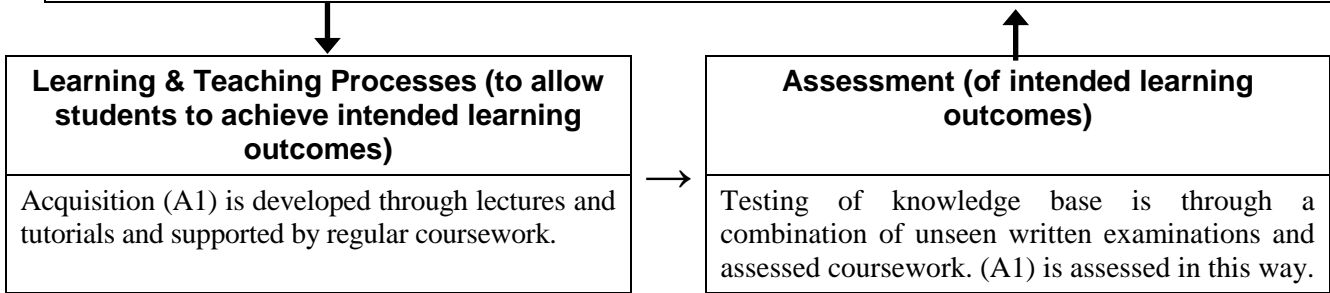 Learning & Teaching Processes (to allow
students to achieve intended learning
outcomes)
Acquisition (A1) is developed through lectures and
tutorials and supported by regular coursework.
→
Assessment (of intended learning
outcomes)
Testing of knowledge base is through a
combination of unseen written examinations and
assessed coursework. (A1) is assessed in this way.